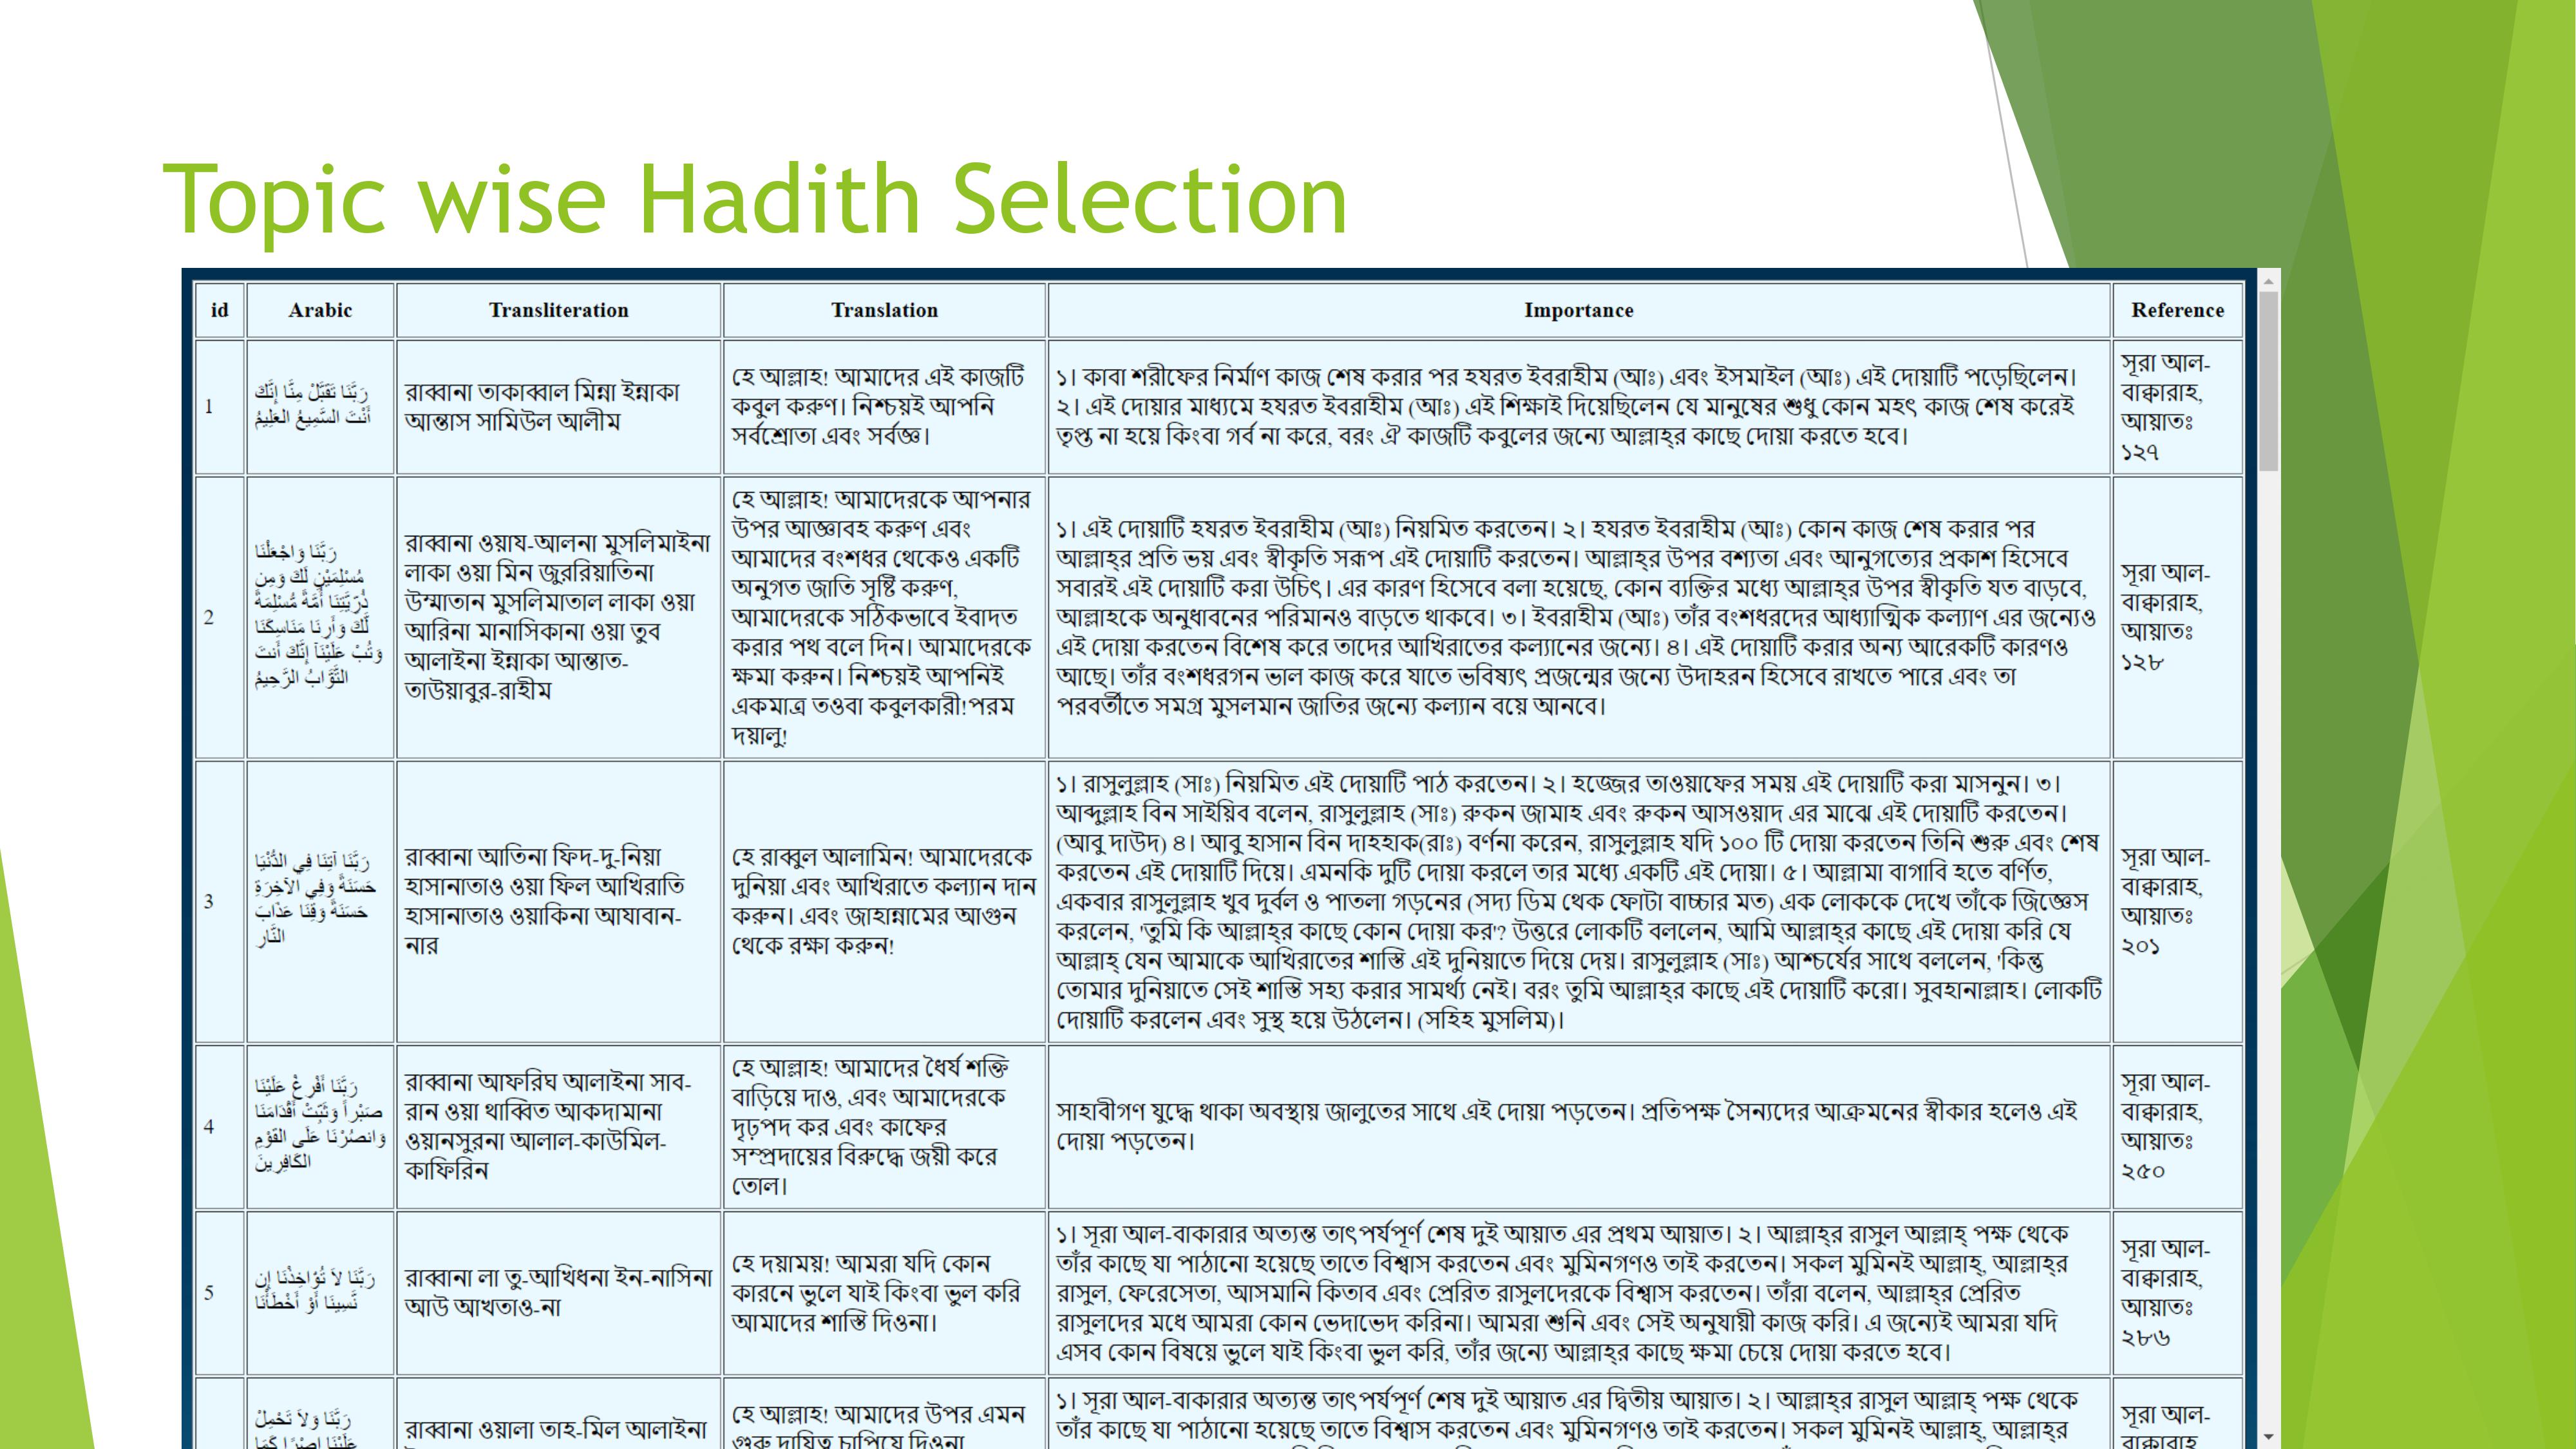 Topic wise Hadith Selection
id
Arabic
Transliteration
Translation
Importance
Reference
1
رَبَّنَا تَقَبَّلْ مِنَّا إِنَّكَ
أَنْتَ السَّمِيعُ العَلِيمُ
রাব্বানা তাকাব্বাল মিন্না ইন্নাকা
আন্তাস সামিউল আলীম
হে আল্লাহ! আমাদের এই কাজটি
কবুল করুণ। নিশ্চয়ই আপনি
সর্বশ্রোতা এবং সর্বজ্ঞ।
১। কাবা শরীফের নির্মাণ কাজ শেষ করার পর হযরত ইবরাহীম (আঃ) এবং ইসমাইল (আঃ) এই দোয়াটি পড়েছিলেন।
২। এই দোয়ার মাধ্যমে হযরত ইবরাহীম (আঃ) এই শিক্ষাই দিয়েছিলেন যে মানুষের শুধু কোন মহৎ কাজ শেষ করেই
তৃপ্ত না হয়ে কিংবা গর্ব না করে, বরং ঐ কাজটি কবুলের জন্যে আল্লাহ্‌র কাছে দোয়া করতে হবে।
সূরা আল-
বাক্বারাহ,
আয়াতঃ
১২৭
2
رَبَّنَا وَاجْعَلْنَا
مُسْلِمَيْنِ لَكَ وَمِن
ذُرِّيَّتِنَا أُمَّةً مُّسْلِمَةً
لَّكَ وَأَرِنَا مَنَاسِكَنَا
وَتُبْ عَلَيْنَآ إِنَّكَ أَنتَ
التَّوَّابُ الرَّحِيمُ
রাব্বানা ওয়ায-আলনা মুসলিমাইনা
লাকা ওয়া মিন জুররিয়াতিনা
উম্মাতান মুসলিমাতাল লাকা ওয়া
আরিনা মানাসিকানা ওয়া তুব
আলাইনা ইন্নাকা আন্তাত-
তাউয়াবুর-রাহীম
হে আল্লাহ! আমাদেরকে আপনার
উপর আজ্ঞাবহ করুণ এবং
আমাদের বংশধর থেকেও একটি
অনুগত জাতি সৃষ্টি করুণ,
আমাদেরকে সঠিকভাবে ইবাদত
করার পথ বলে দিন। আমাদেরকে
ক্ষমা করুন। নিশ্চয়ই আপনিই
একমাত্র তওবা কবুলকারী!পরম
দয়ালু!
১। এই দোয়াটি হযরত ইবরাহীম (আঃ) নিয়মিত করতেন। ২। হযরত ইবরাহীম (আঃ) কোন কাজ শেষ করার পর
আল্লাহ্‌র প্রতি ভয় এবং স্বীকৃতি সরূপ এই দোয়াটি করতেন। আল্লাহ্‌র উপর বশ্যতা এবং আনুগত্যের প্রকাশ হিসেবে
সবারই এই দোয়াটি করা উচিৎ। এর কারণ হিসেবে বলা হয়েছে, কোন ব্যক্তির মধ্যে আল্লাহ্‌র উপর স্বীকৃতি যত বাড়বে,
আল্লাহকে অনুধাবনের পরিমানও বাড়তে থাকবে। ৩। ইবরাহীম (আঃ) তাঁর বংশধরদের আধ্যাত্মিক কল্যাণ এর জন্যেও
এই দোয়া করতেন বিশেষ করে তাদের আখিরাতের কল্যানের জন্যে। ৪। এই দোয়াটি করার অন্য আরেকটি কারণও
আছে। তাঁর বংশধরগন ভাল কাজ করে যাতে ভবিষ্যৎ প্রজন্মের জন্যে উদাহরন হিসেবে রাখতে পারে এবং তা
পরবর্তীতে সমগ্র মুসলমান জাতির জন্যে কল্যান বয়ে আনবে।
সূরা আল-
বাক্বারাহ,
আয়াতঃ
১২৮
3
رَبَّنَا آتِنَا فِي الدُّنْيَا
حَسَنَةً وَفِي الآخِرَةِ
حَسَنَةً وَقِنَا عَذَابَ
النَّارِ
রাব্বানা আতিনা ফিদ-দু-নিয়া
হাসানাতাও ওয়া ফিল আখিরাতি
হাসানাতাও ওয়াকিনা আযাবান-
নার
হে রাব্বুল আলামিন! আমাদেরকে
দুনিয়া এবং আখিরাতে কল্যান দান
করুন। এবং জাহান্নামের আগুন
থেকে রক্ষা করুন!
১। রাসুলুল্লাহ (সাঃ) নিয়মিত এই দোয়াটি পাঠ করতেন। ২। হজ্জের তাওয়াফের সময় এই দোয়াটি করা মাসনুন। ৩।
আব্দুল্লাহ বিন সাইয়িব বলেন, রাসুলুল্লাহ (সাঃ) রুকন জামাহ এবং রুকন আসওয়াদ এর মাঝে এই দোয়াটি করতেন।
(আবু দাউদ) ৪। আবু হাসান বিন দাহহাক(রাঃ) বর্ণনা করেন, রাসুলুল্লাহ যদি ১০০ টি দোয়া করতেন তিনি শুরু এবং শেষ
করতেন এই দোয়াটি দিয়ে। এমনকি দুটি দোয়া করলে তার মধ্যে একটি এই দোয়া। ৫। আল্লামা বাগাবি হতে বর্ণিত,
একবার রাসুলুল্লাহ খুব দুর্বল ও পাতলা গড়নের (সদ্য ডিম থেক ফোটা বাচ্চার মত) এক লোককে দেখে তাঁকে জিজ্ঞেস
করলেন, 'তুমি কি আল্লাহ্‌র কাছে কোন দোয়া কর'? উত্তরে লোকটি বললেন, আমি আল্লাহ্‌র কাছে এই দোয়া করি যে
আল্লাহ্‌ যেন আমাকে আখিরাতের শাস্তি এই দুনিয়াতে দিয়ে দেয়। রাসুলুল্লাহ (সাঃ) আশ্চর্যের সাথে বললেন, 'কিন্তু
তোমার দুনিয়াতে সেই শাস্তি সহ্য করার সামর্থ্য নেই। বরং তুমি আল্লাহ্‌র কাছে এই দোয়াটি করো। সুবহানাল্লাহ। লোকটি
দোয়াটি করলেন এবং সুস্থ হয়ে উঠলেন। (সহিহ মুসলিম)।
সূরা আল-
বাক্বারাহ,
আয়াতঃ
২০১
4
رَبَّنَا أَفْرِغْ عَلَيْنَا
صَبْراً وَثَبِّتْ أَقْدَامَنَا
وَانصُرْنَا عَلَى القَوْمِ
الكَافِرِينَ
রাব্বানা আফরিঘ আলাইনা সাব-
রান ওয়া থাব্বিত আকদামানা
ওয়ানসুরনা আলাল-কাউমিল-
কাফিরিন
হে আল্লাহ! আমাদের ধৈর্য শক্তি
বাড়িয়ে দাও, এবং আমাদেরকে
দৃঢ়পদ কর এবং কাফের
সম্প্রদায়ের বিরুদ্ধে জয়ী করে
তোল।
সাহাবীগণ যুদ্ধে থাকা অবস্থায় জালুতের সাথে এই দোয়া পড়তেন। প্রতিপক্ষ সৈন্যদের আক্রমনের স্বীকার হলেও এই
দোয়া পড়তেন।
সূরা আল-
বাক্বারাহ,
আয়াতঃ
২৫০
5
رَبَّنَا لاَ تُؤَاخِذْنَا إِن
نَّسِينَا أَوْ أَخْطَأْنَا
রাব্বানা লা তু-আখিধনা ইন-নাসিনা
আউ আখতাও-না
হে দয়াময়! আমরা যদি কোন
কারনে ভুলে যাই কিংবা ভুল করি
আমাদের শাস্তি দিওনা।
১। সূরা আল-বাকারার অত্যন্ত তাৎপর্যপূর্ণ শেষ দুই আয়াত এর প্রথম আয়াত। ২। আল্লাহ্‌র রাসুল আল্লাহ্‌ পক্ষ থেকে
তাঁর কাছে যা পাঠানো হয়েছে তাতে বিশ্বাস করতেন এবং মুমিনগণও তাই করতেন। সকল মুমিনই আল্লাহ্‌, আল্লাহ্‌র
রাসুল, ফেরেসেতা, আসমানি কিতাব এবং প্রেরিত রাসুলদেরকে বিশ্বাস করতেন। তাঁরা বলেন, আল্লাহ্‌র প্রেরিত
রাসুলদের মধে আমরা কোন ভেদাভেদ করিনা। আমরা শুনি এবং সেই অনুযায়ী কাজ করি। এ জন্যেই আমরা যদি
এসব কোন বিষয়ে ভুলে যাই কিংবা ভুল করি, তাঁর জন্যে আল্লাহ্‌র কাছে ক্ষমা চেয়ে দোয়া করতে হবে।
সূরা আল-
বাক্বারাহ,
আয়াতঃ
২৮৬
رَبَّنَا وَلاَ تَحْمِلْ
عَلَيْنَا إِصْرًا كَمَا
রাব্বানা ওয়ালা তাহ-মিল আলাইনা
হে আল্লাহ! আমাদের উপর এমন
গুরু দায়িত্ব চাপিয়ে দিওনা
১। সূরা আল-বাকারার অত্যন্ত তাৎপর্যপূর্ণ শেষ দুই আয়াত এর দ্বিতীয় আয়াত। ২। আল্লাহ্‌র রাসুল আল্লাহ্‌ পক্ষ থেকে
তাঁর কাছে যা পাঠানো হয়েছে তাতে বিশ্বাস করতেন এবং মুমিনগণও তাই করতেন। সকল মুমিনই আল্লাহ্‌, আল্লাহ্‌র
সূরা আল-
বাক্বারাহ